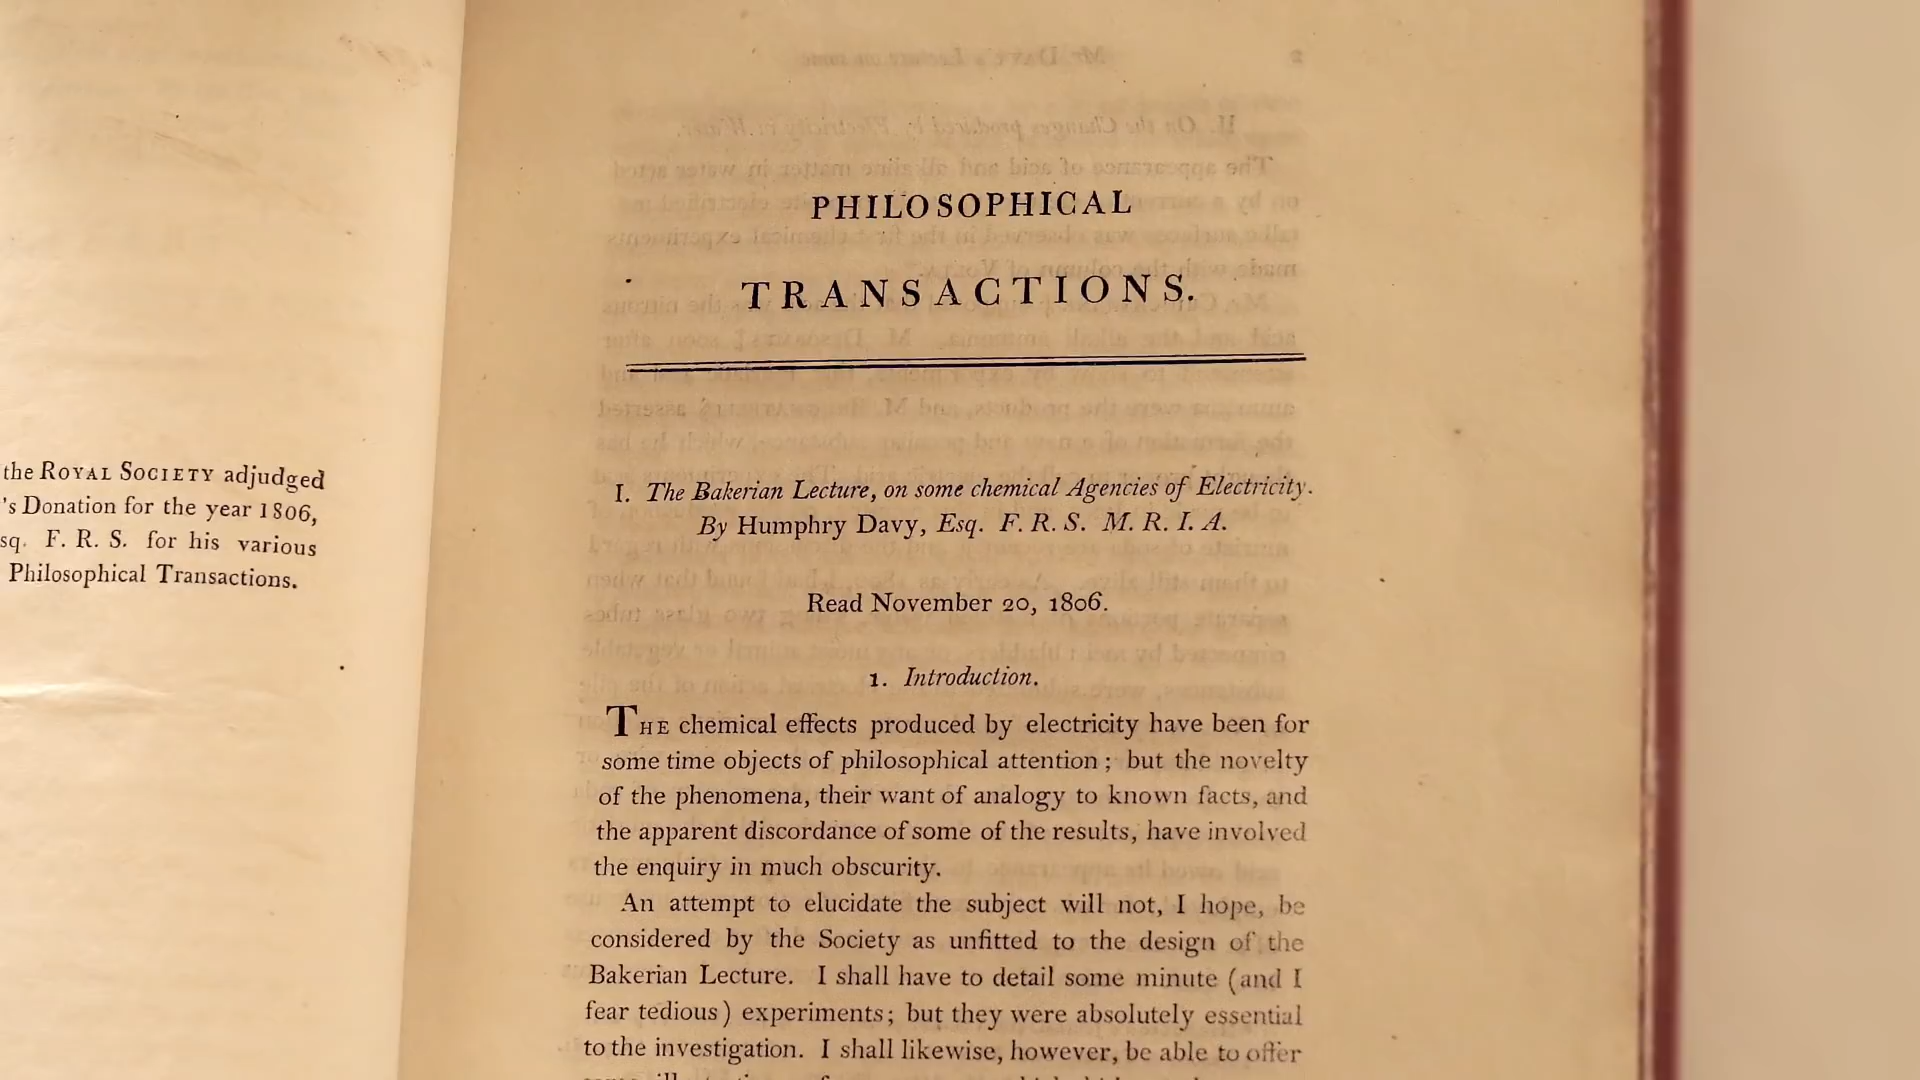 the ROYAL SOCIETY adjudged
's Donation for the year 1806,
sq. F. R. S. for his various
Philosophical Transactions.
PHILOSOPHICAL
TRANSACTIONS.
I. The Bakerian Lecture, on some chemical Agencies of Electricity.
By Humphry Davy, Esq. F. R. S. M. R. I. A.
Read November 20, 1806.
1. Introduction.
THE chemical effects produced by electricity have been for
some time objects of philosophical attention; but the novelty
of the phenomena, their want of analogy to known facts, and
the apparent discordance of some of the results, have involved
the enquiry in much obscurity.
An attempt to elucidate the subject will not, I hope, be
considered by the Society as unfitted to the design of the
Bakerian Lecture. I shall have to detail some minute (and I
fear tedious) experiments; but they were absolutely essential
to the investigation. I shall likewise, however, be able to offer